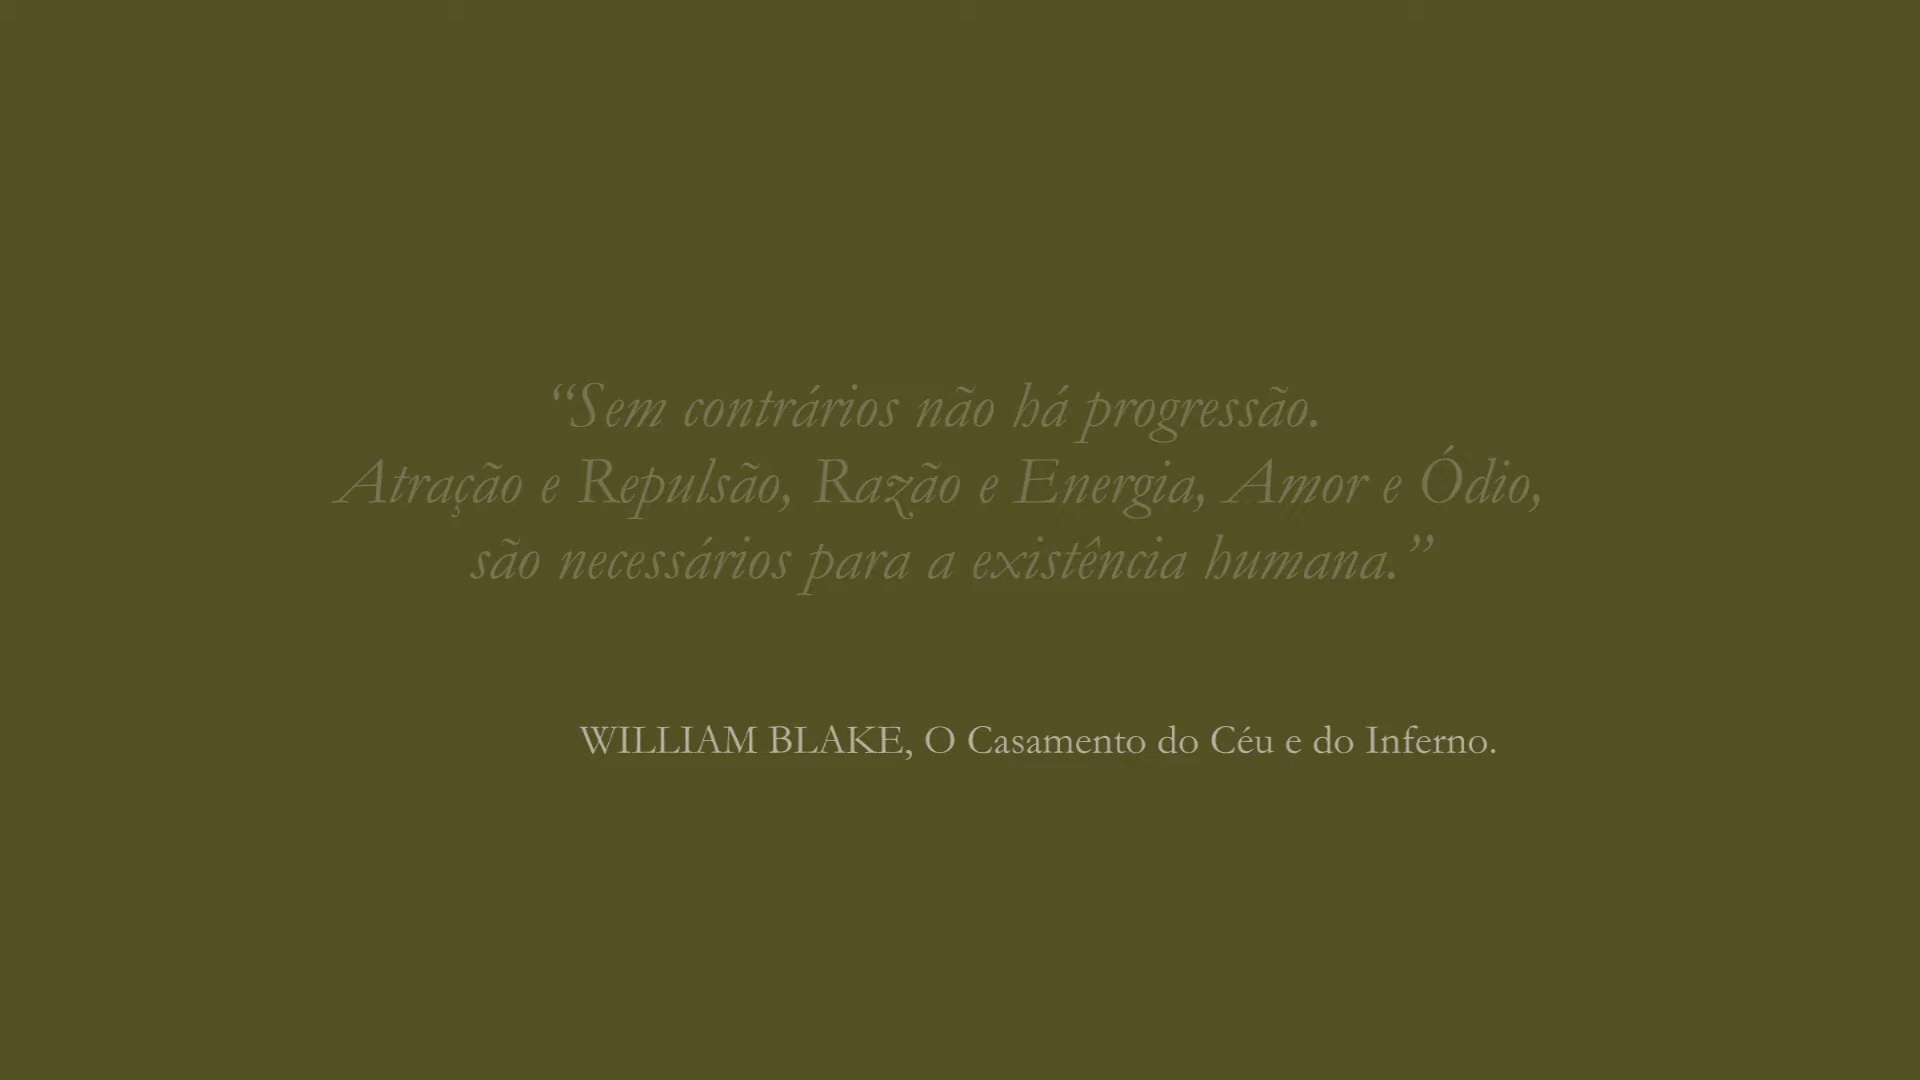 “Sem contrários não há progressão.
Atração e Repulsão, Razão e Energia, Amor e Ódio,
são necessários para a existência humana.”
WILLIAM BLAKE, O Casamento do Céu e do Inferno.